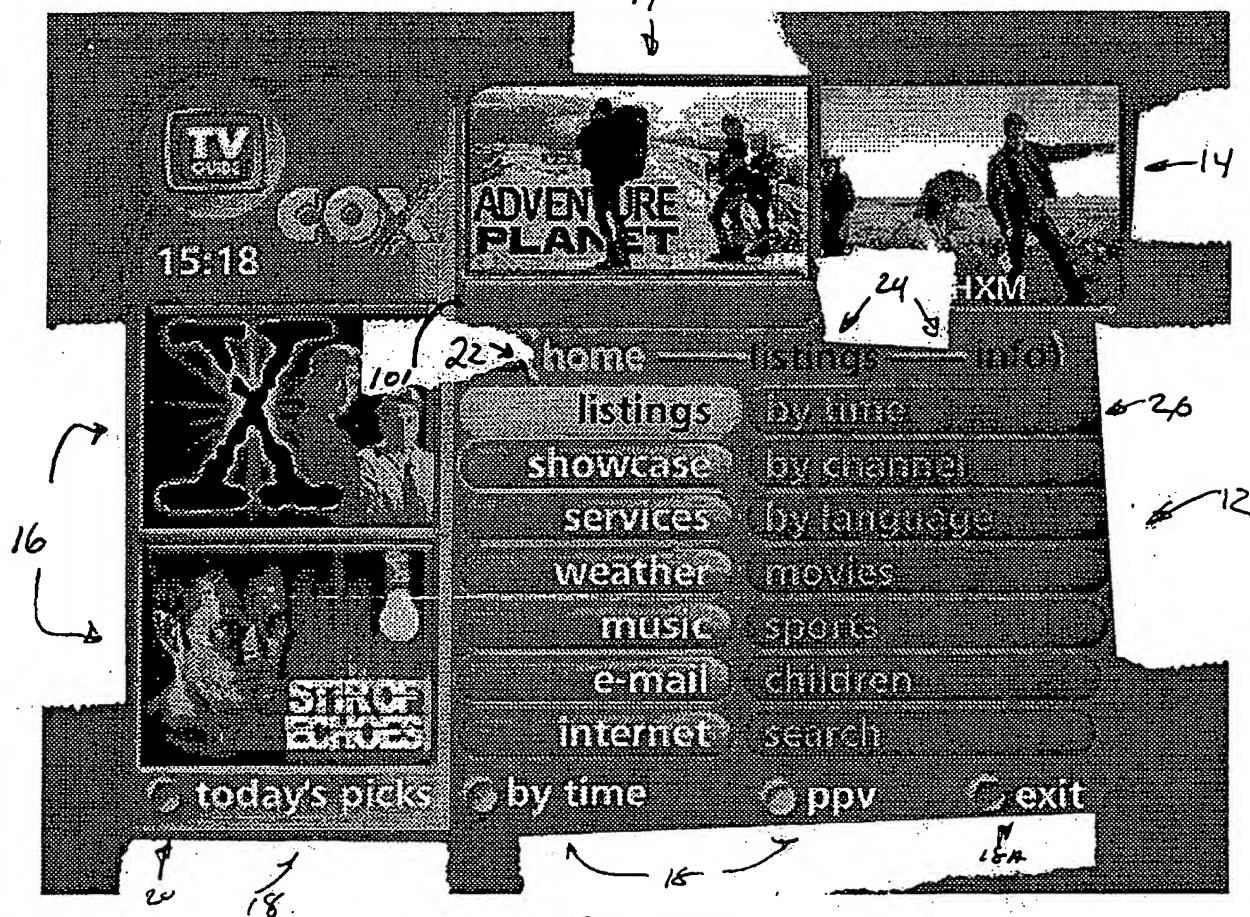 TV
GUIDE
COX
15:18
ADVENTURE
PLANET
14
HXM
24
101
22
home listings info
listings by time
26
showcase by channel
12
services by language
16
weather movies
music sports
e-mail children
STIR OF
ECHOES
internet search
today's picks by time ppv exit
20
18
18
18A